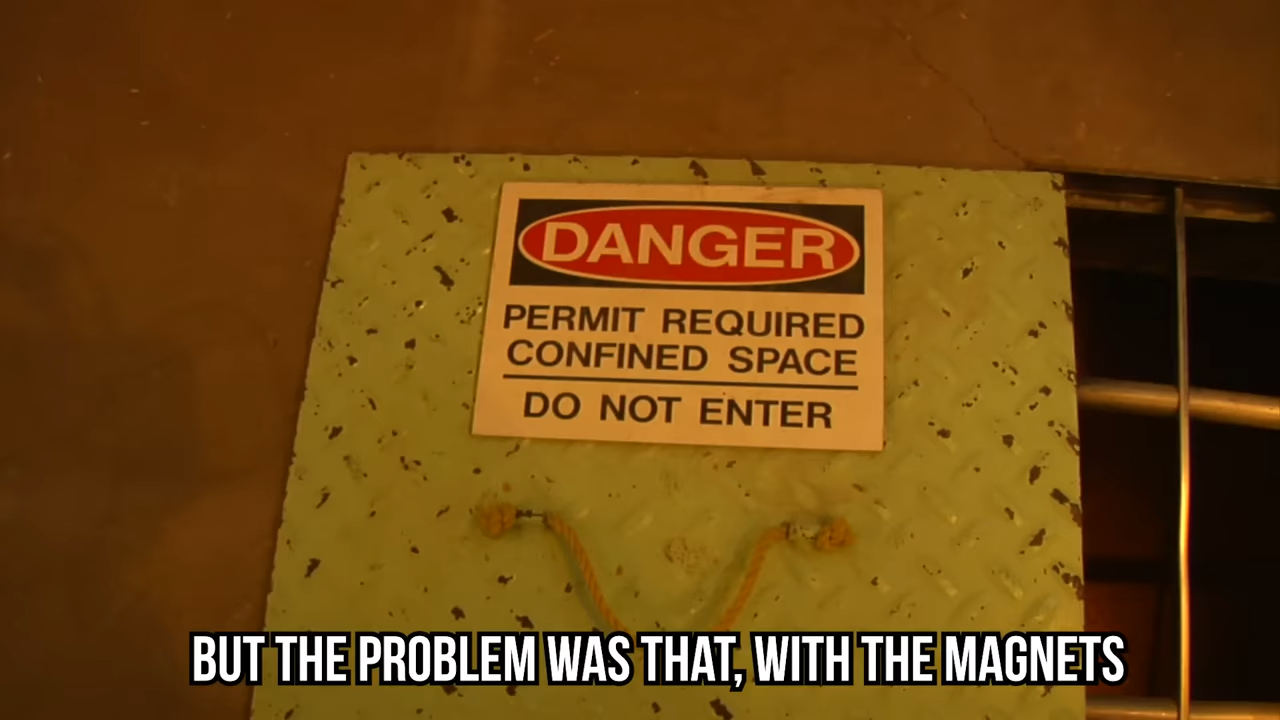 DANGER
PERMIT REQUIRED
CONFINED SPACE
DO NOT ENTER
BUT THE PROBLEM WAS THAT, WITH THE MAGNETS